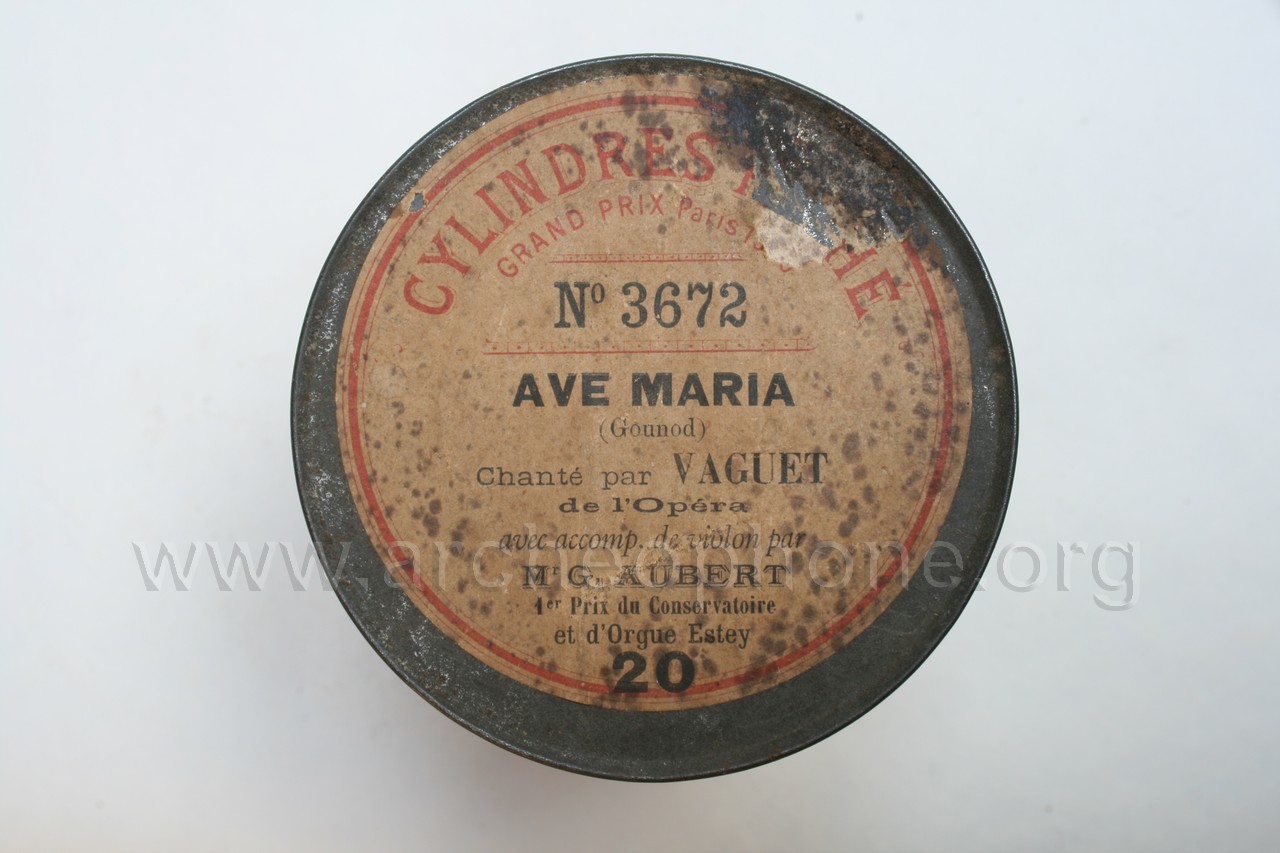 CYLINDRES
GRAND PRIX Paris
Nº 3672
AVE MARIA
(Gounod)
Chanté par VAGUET
de l'Opéra
avec accomp. de violon par
Mr G. AUBERT
1er Prix du Conservatoire
et d'Orgue Estey
20
www.archeophone.org